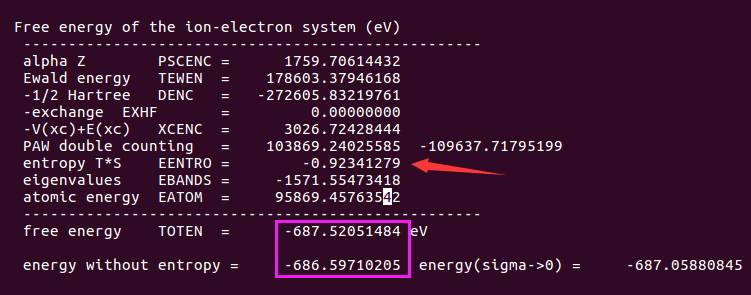 Free energy of the ion-electron system (eV)
---------------------------------------------------
alpha Z PSCENC = 1759.70614432
Ewald energy TEWEN = 178603.37946168
-1/2 Hartree DENC = -272605.83219761
-exchange EXHF = 0.00000000
-V(xc)+E(xc) XCENC = 3026.72428444
PAW double counting = 103869.24025585 -109637.71795199
entropy T*S EENTRO = -0.92341279
eigenvalues EBANDS = -1571.55473418
atomic energy EATOM = 95869.45763542
---------------------------------------------------
free energy TOTEN = -687.52051484 eV
energy without entropy = -686.59710205 energy(sigma->0) = -687.05880845